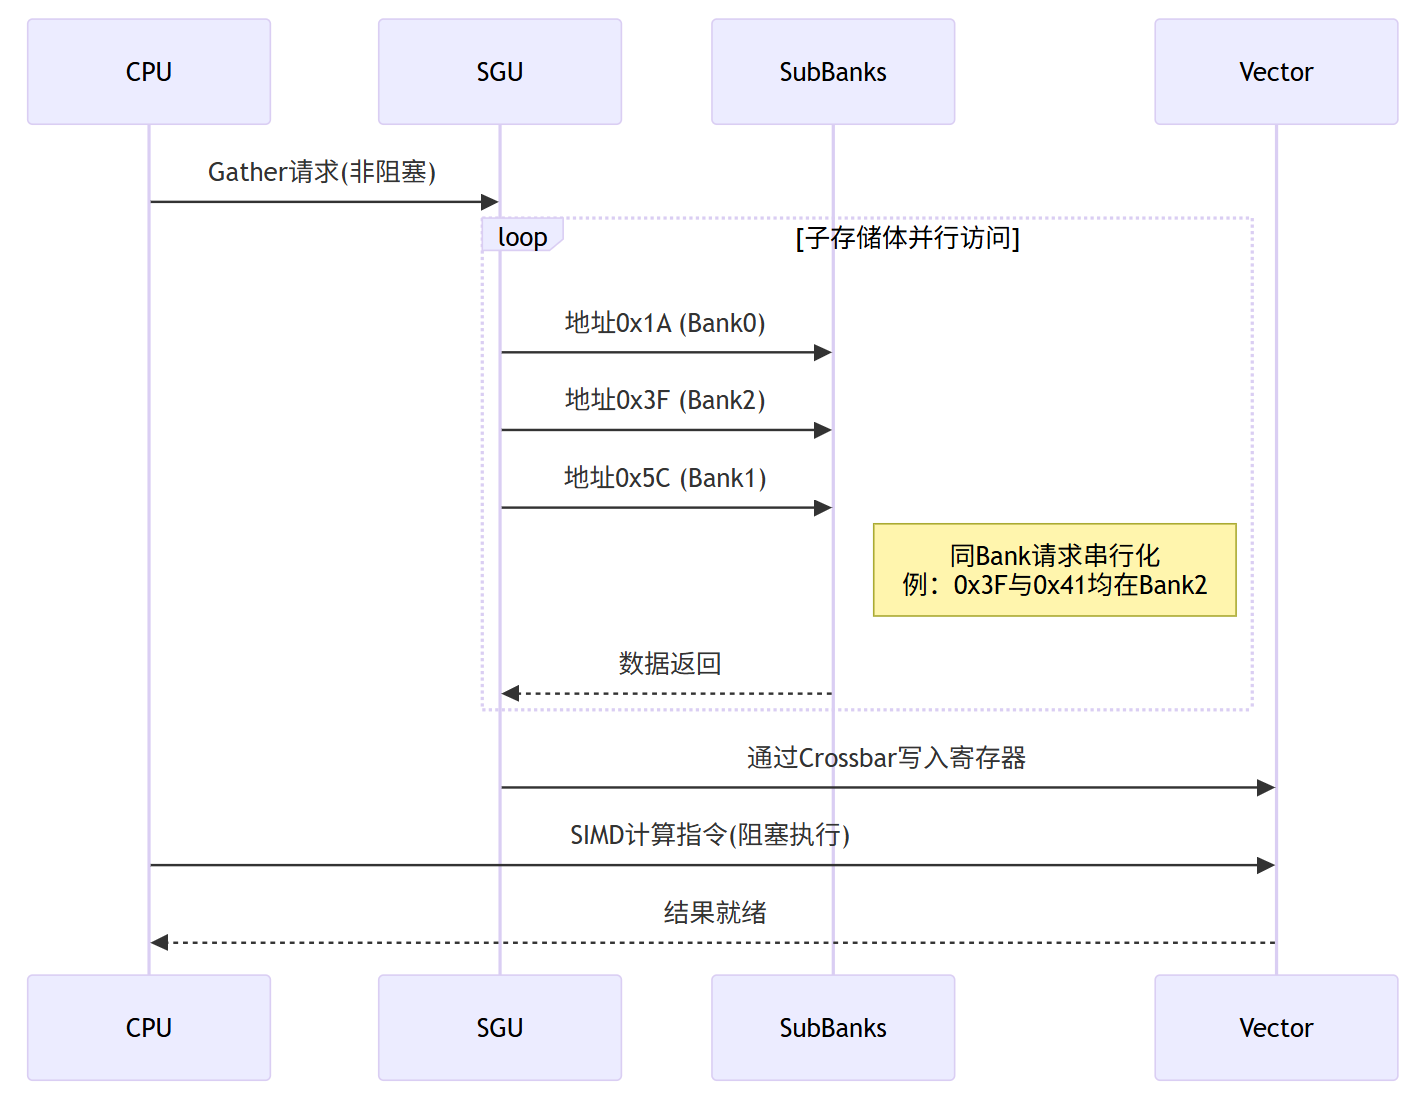 CPU
SGU
SubBanks
Vector
Gather请求(非阻塞)
loop
[子存储体并行访问]
地址0x1A (Bank0)
地址0x3F (Bank2)
地址0x5C (Bank1)
同Bank请求串行化
例：0x3F与0x41均在Bank2
数据返回
通过Crossbar写入寄存器
SIMD计算指令(阻塞执行)
结果就绪
CPU
SGU
SubBanks
Vector